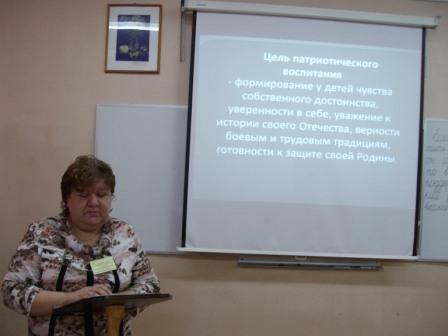 Цель патриотического
воспитания
- формирование у детей чувства
собственного достоинства,
уверенности в себе, уважение к
истории своего Отечества, верности
боевым и трудовым традициям,
готовности к защите своей Родины.